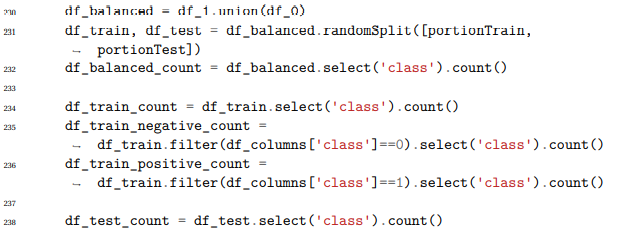 230 df_balanced = df_1.union(df_0)
231 df_train, df_test = df_balanced.randomSplit([portionTrain,
→ portionTest])
232 df_balanced_count = df_balanced.select('class').count()
233
234 df_train_count = df_train.select('class').count()
235 df_train_negative_count =
→ df_train.filter(df_columns['class']==0).select('class').count()
236 df_train_positive_count =
→ df_train.filter(df_columns['class']==1).select('class').count()
237
238 df_test_count = df_test.select('class').count()